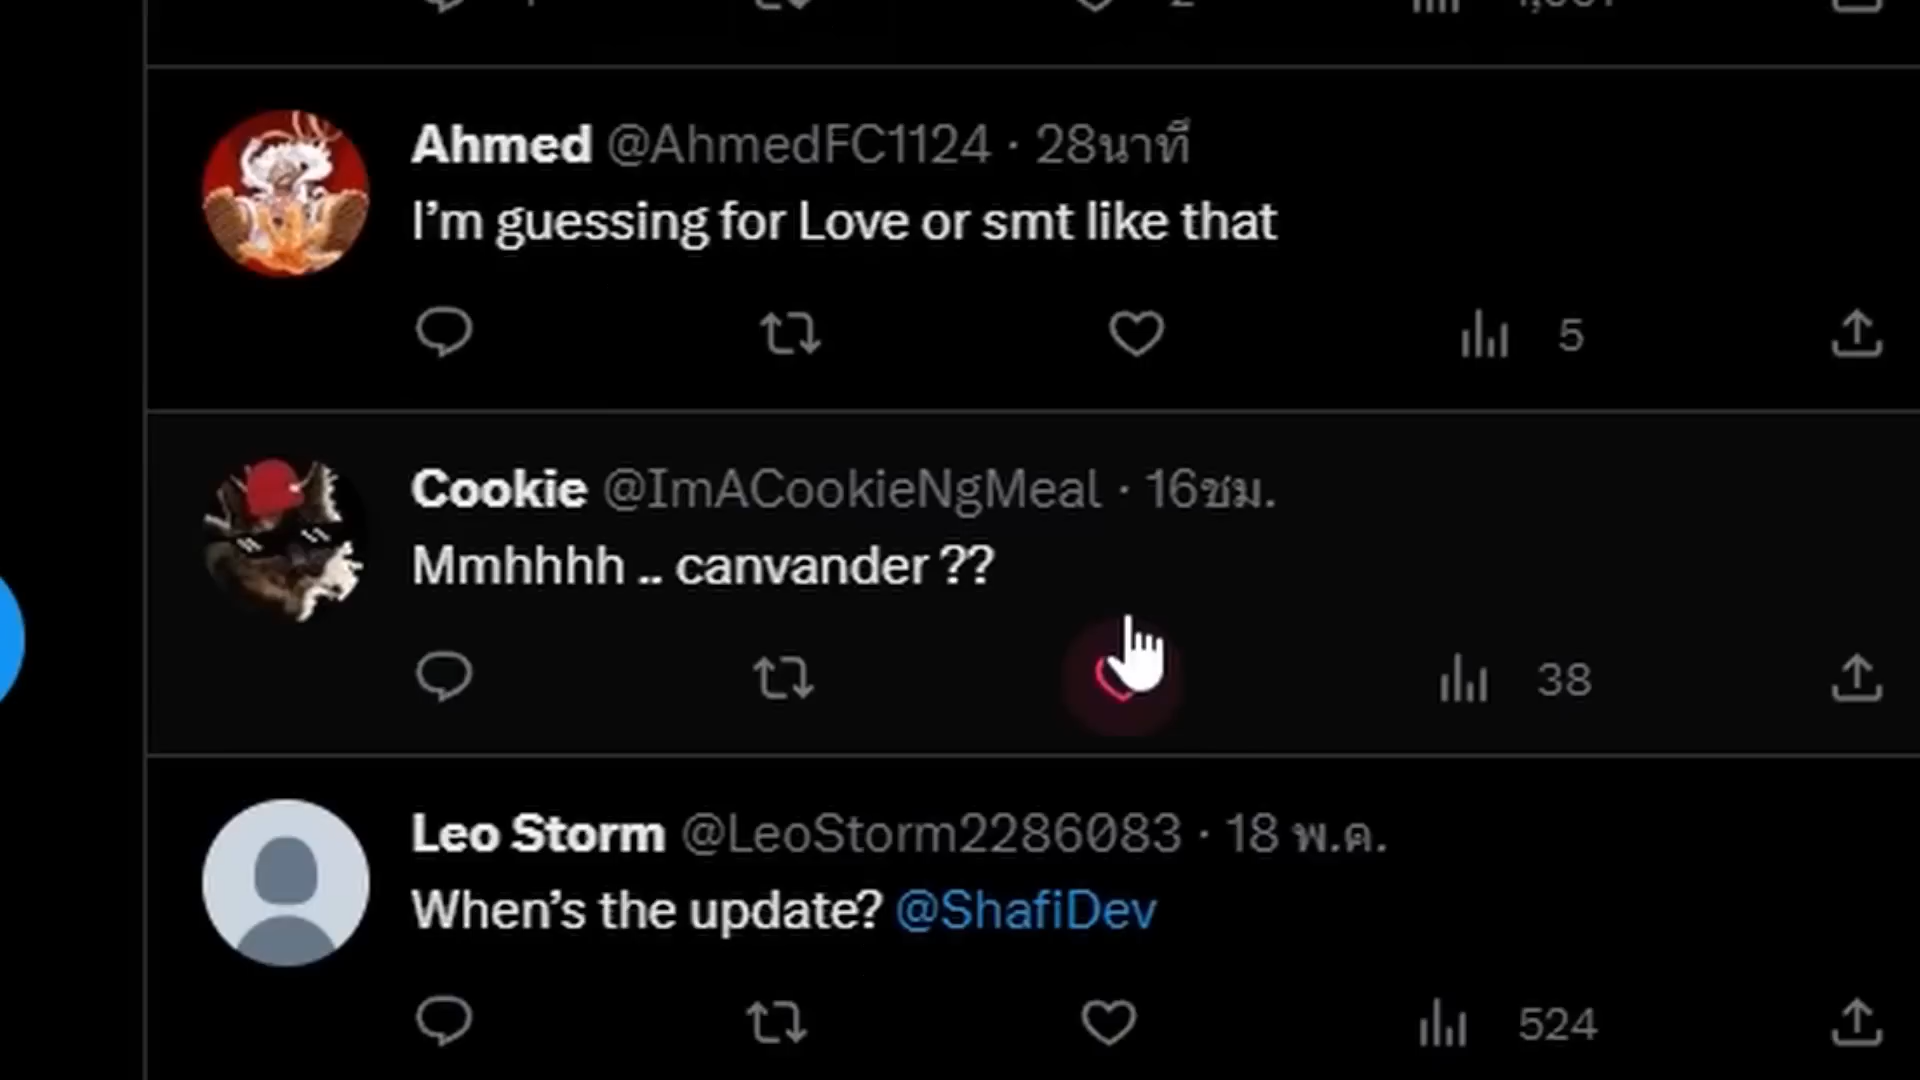 Ahmed @AhmedFC1124 · 28นาที
I'm guessing for Love or smt like that
5
Cookie @ImACookieNgMeal · 16ชม.
Mmhhhh .. canvander ??
38
Leo Storm @LeoStorm2286083 · 18 พ.ค.
When's the update? @ShafiDev
524